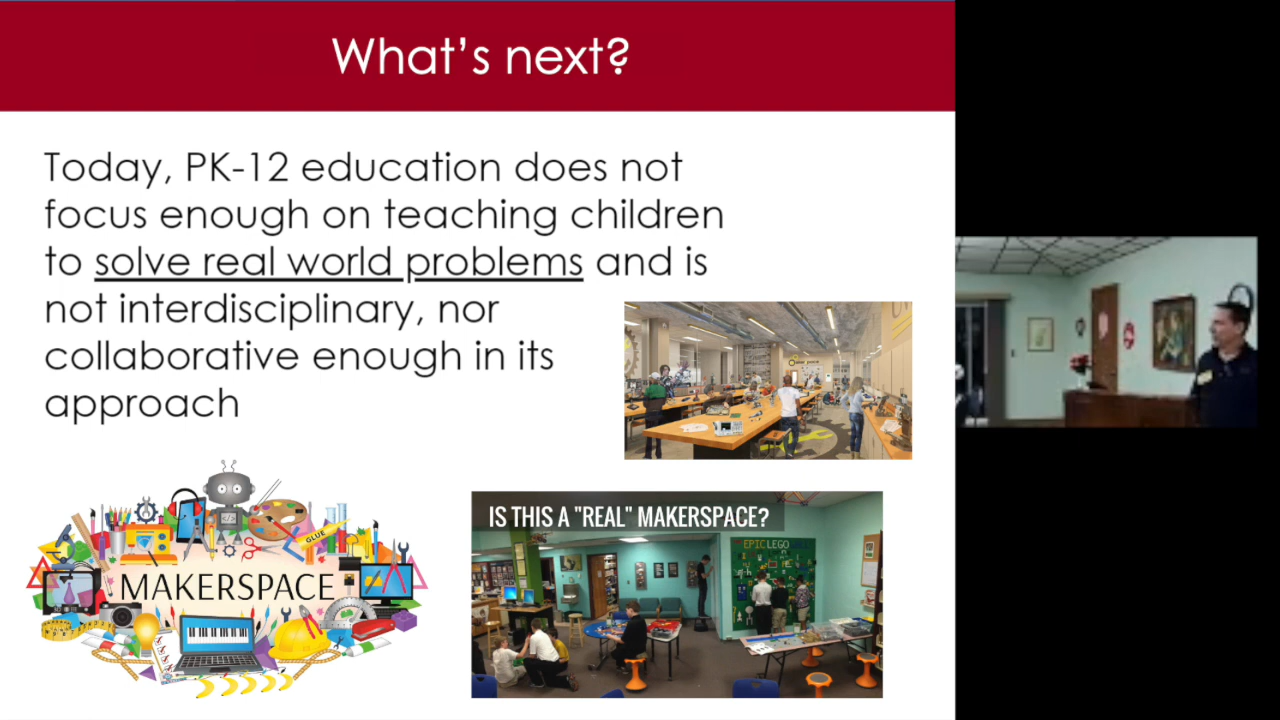 What's next?
Today, PK-12 education does not
focus enough on teaching children
to solve real world problems and is
not interdisciplinary, nor
collaborative enough in its
approach
GLUE
MAKERSPACE
IS THIS A "REAL" MAKERSPACE?
EPIC LEGO